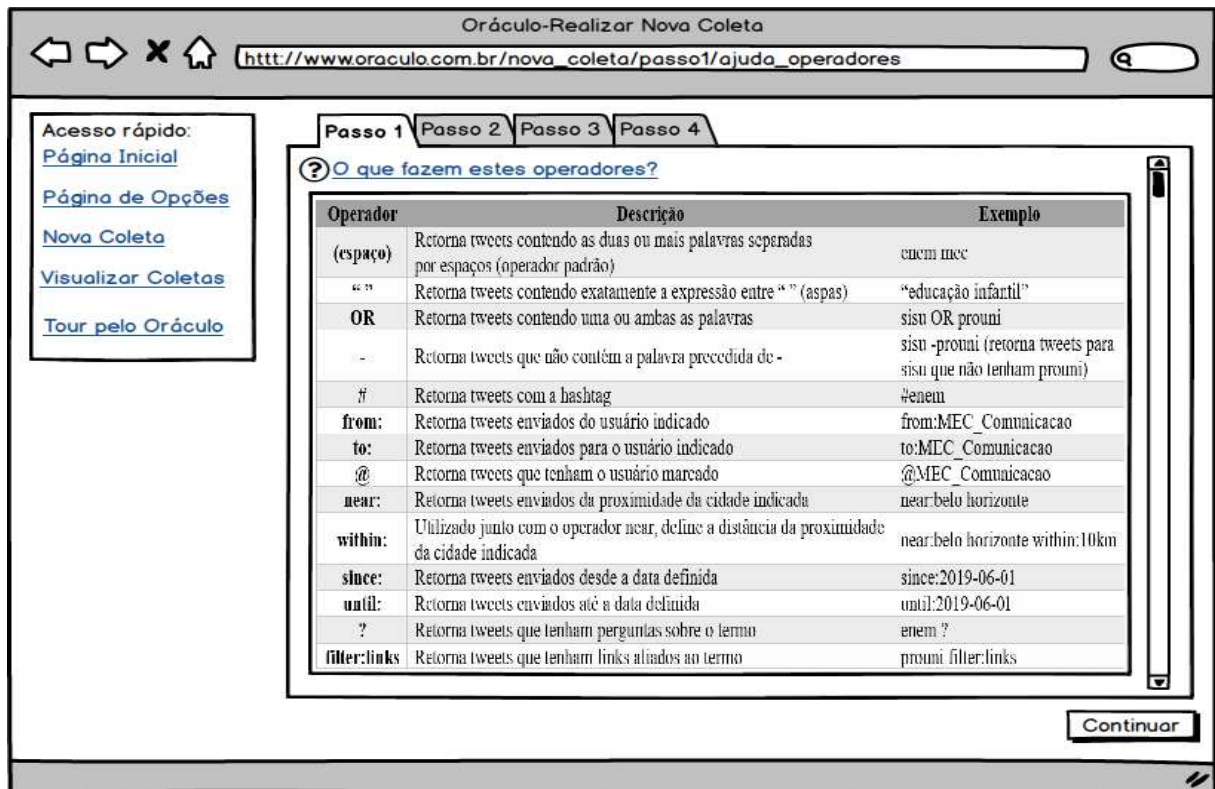 Oráculo-Realizar Nova Coleta
httt://www.oraculo.com.br/nova_coleta/passo1/ajuda_operadores
Acesso rápido:
Página Inicial
Página de Opções
Nova Coleta
Visualizar Coletas
Tour pelo Oráculo
Passo 1 Passo 2 Passo 3 Passo 4
? O que fazem estes operadores?
Operador Descrição Exemplo
(espaço) Retorna tweets contendo as duas ou mais palavras separadas
por espaços (operador padrão) enem mec
“ ” Retorna tweets contendo exatamente a expressão entre “ ” (aspas) “educação infantil”
OR Retorna tweets contendo uma ou ambas as palavras sisu OR prouni
- Retorna tweets que não contêm a palavra precedida de - sisu -prouni (retorna tweets para
sisu que não tenham prouni)
# Retorna tweets com a hashtag #enem
from: Retorna tweets enviados do usuário indicado from:MEC_Comunicacao
to: Retorna tweets enviados para o usuário indicado to:MEC_Comunicacao
@ Retorna tweets que tenham o usuário marcado @MEC_Comunicacao
near: Retorna tweets enviados da proximidade da cidade indicada near:belo horizonte
within: Utilizado junto com o operador near, define a distância da proximidade
da cidade indicada near:belo horizonte within:10km
since: Retorna tweets enviados desde a data definida since:2019-06-01
until: Retorna tweets enviados até a data definida until:2019-06-01
? Retorna tweets que tenham perguntas sobre o termo enem ?
filter:links Retorna tweets que tenham links aliados ao termo prouni filter:links
Continuar